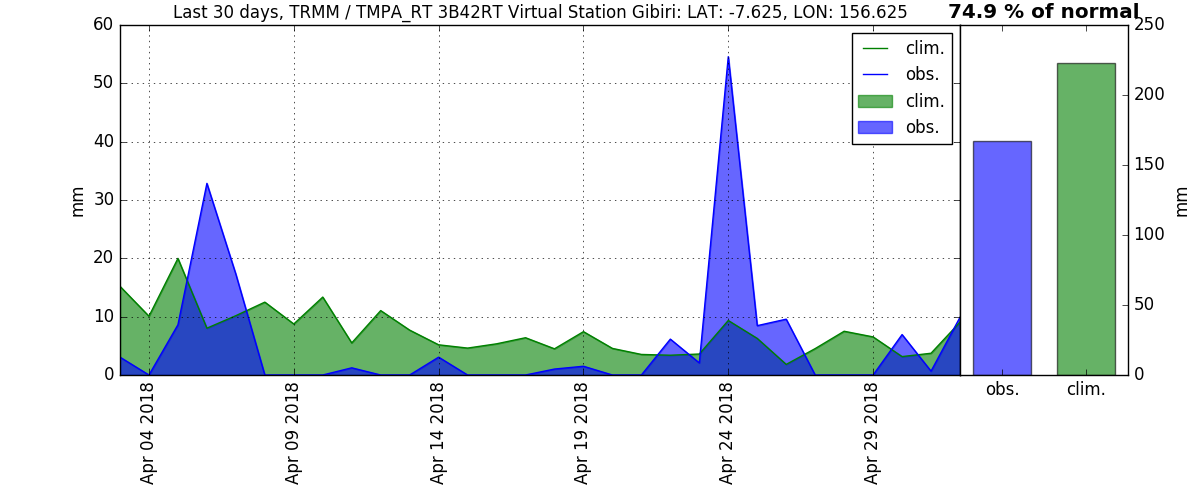 Last 30 days, TRMM / TMPA_RT 3B42RT Virtual Station Gibiri: LAT: -7.625, LON: 156.625
74.9 % of normal
60
50
40
30
20
10
0
mm
clim.
obs.
clim.
obs.
Apr 04 2018
Apr 09 2018
Apr 14 2018
Apr 19 2018
Apr 24 2018
Apr 29 2018
250
200
150
100
50
0
mm
obs.
clim.